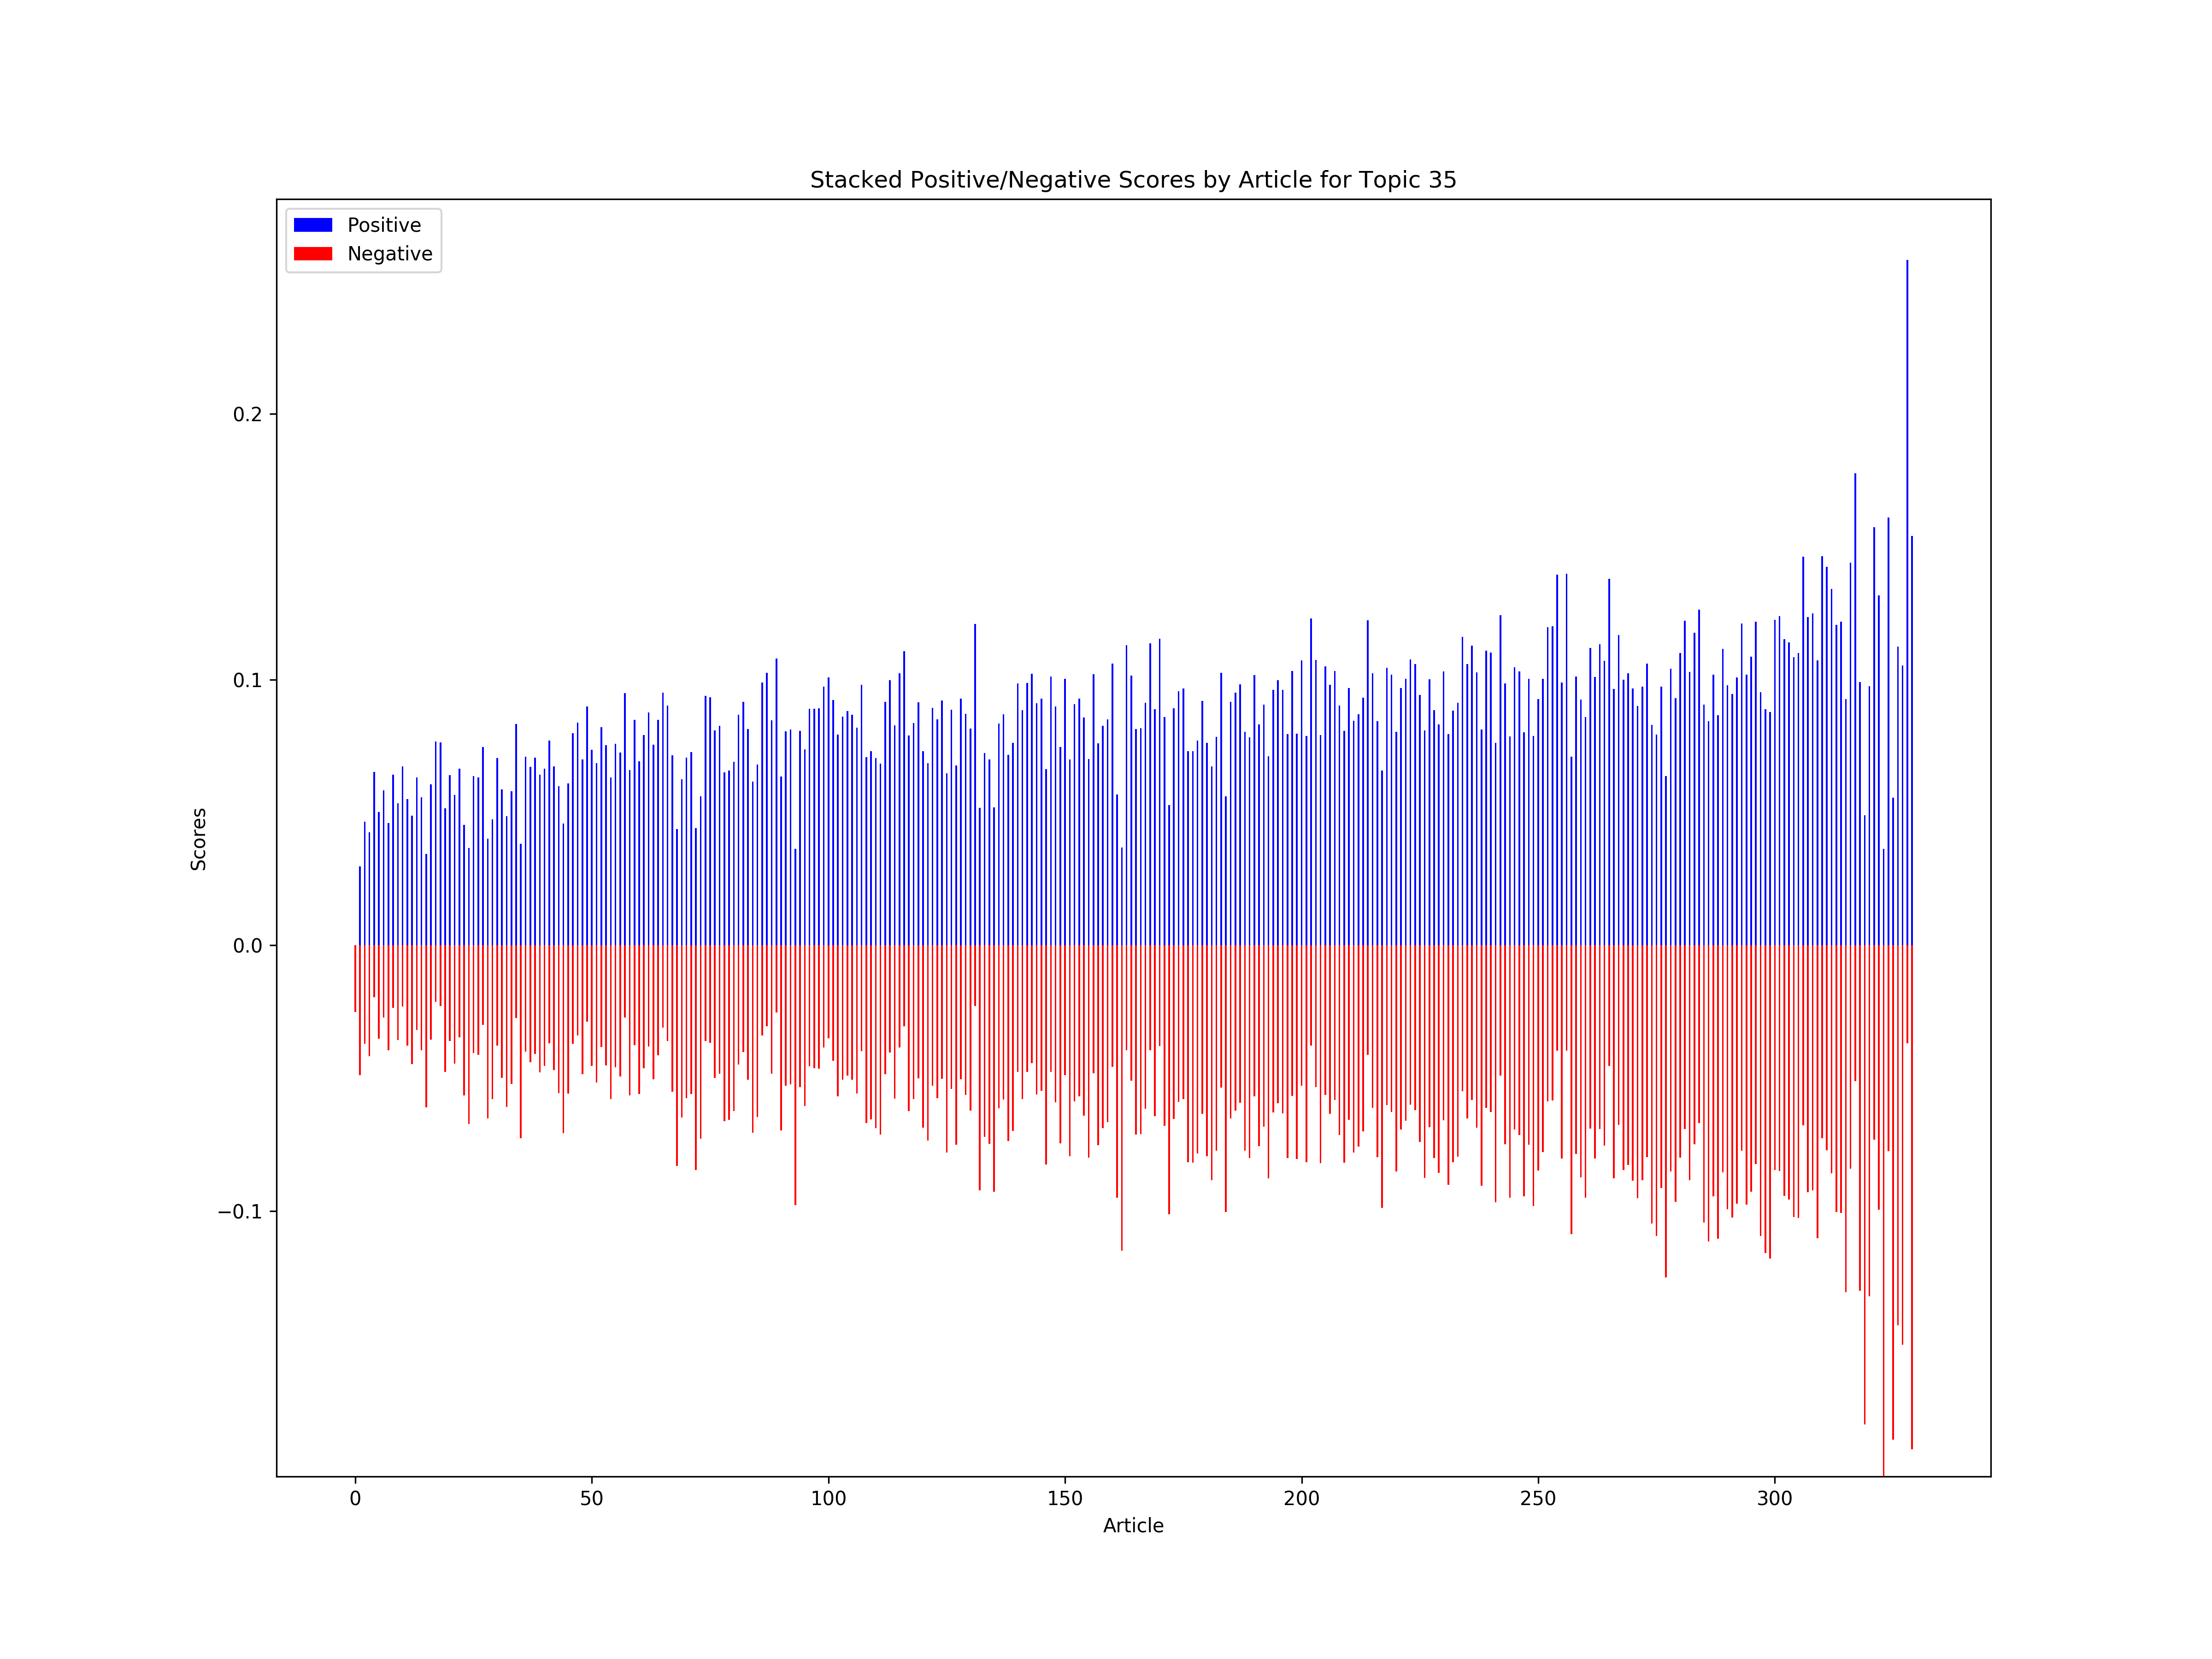 Stacked Positive/Negative Scores by Article for Topic 35
Positive
Negative
0.2
0.1
0.0
−0.1
Scores
0 50 100 150 200 250 300
Article